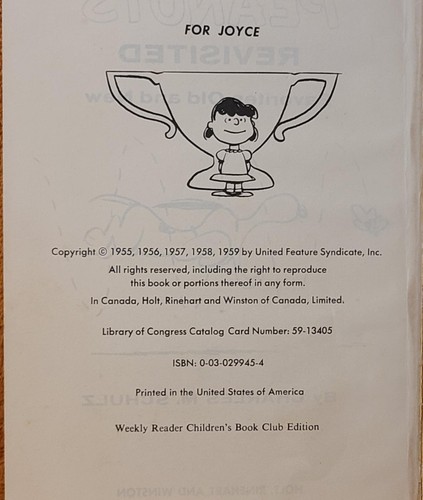 FOR JOYCE
Copyright © 1955, 1956, 1957, 1958, 1959 by United Feature Syndicate, Inc.
All rights reserved, including the right to reproduce
this book or portions thereof in any form.
In Canada, Holt, Rinehart and Winston of Canada, Limited.
Library of Congress Catalog Card Number: 59-13405
ISBN: 0-03-029945-4
Printed in the United States of America
Weekly Reader Children's Book Club Edition